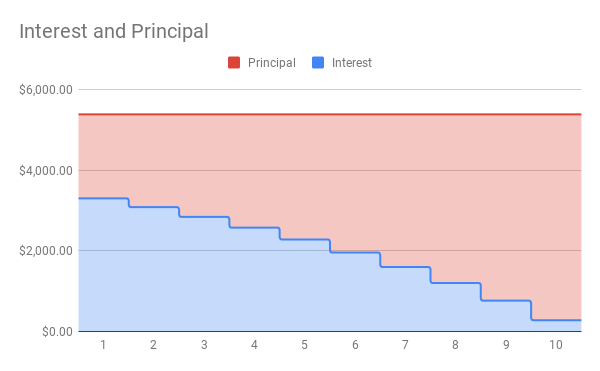 Interest and Principal
Principal Interest
$6,000.00
$4,000.00
$2,000.00
$0.00
1 2 3 4 5 6 7 8 9 10